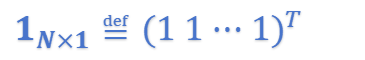 1_{N×1} ≝ (1 1 ⋯ 1)^T